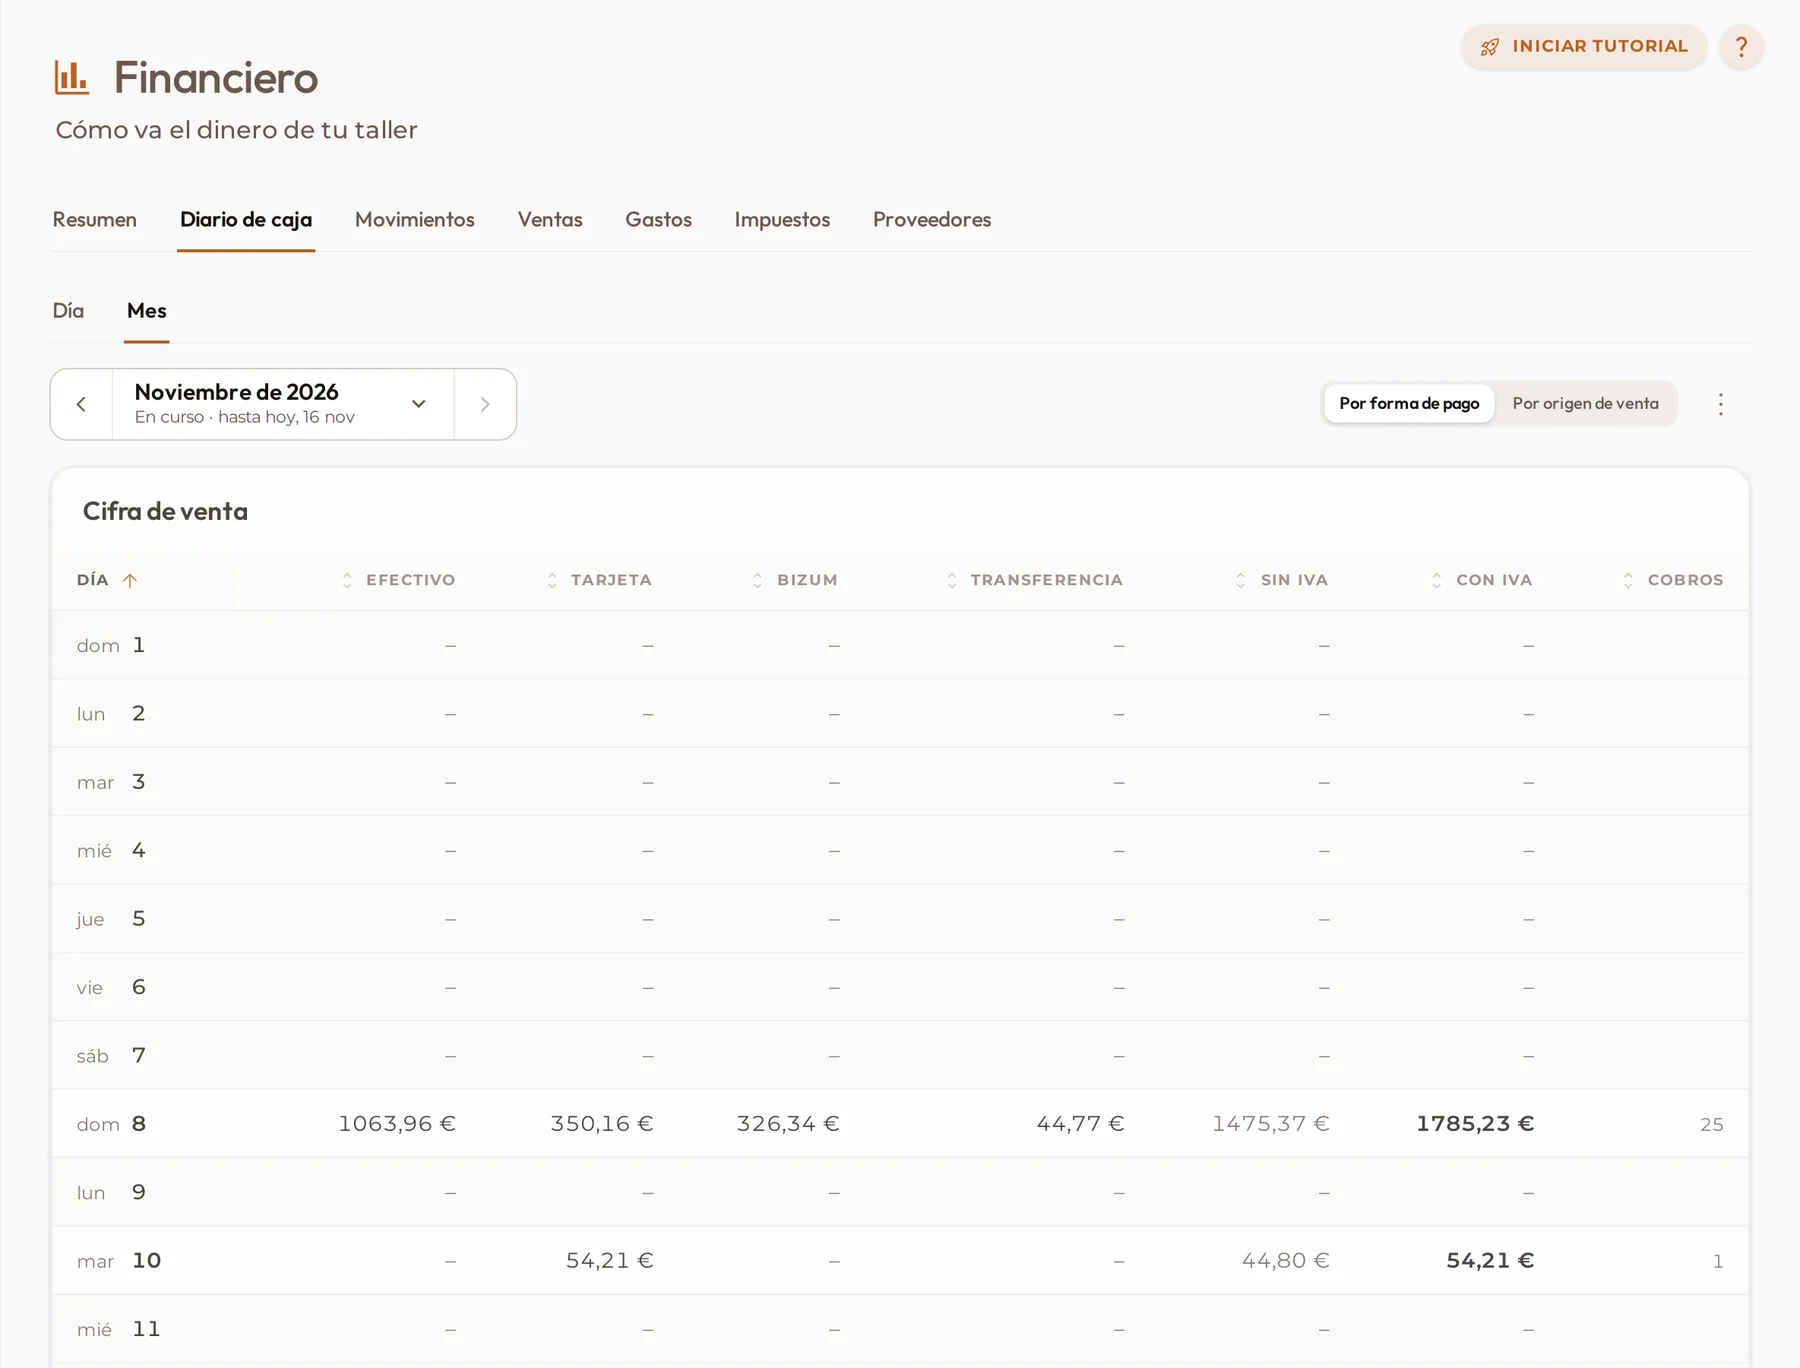 INICIAR TUTORIAL
?
Financiero
Cómo va el dinero de tu taller
Resumen Diario de caja Movimientos Ventas Gastos Impuestos Proveedores
Día Mes
Noviembre de 2026
En curso · hasta hoy, 16 nov
Por forma de pago Por origen de venta
Cifra de venta
DÍA EFECTIVO TARJETA BIZUM TRANSFERENCIA SIN IVA CON IVA COBROS
dom 1 – – – – – –
lun 2 – – – – – –
mar 3 – – – – – –
mié 4 – – – – – –
jue 5 – – – – – –
vie 6 – – – – – –
sáb 7 – – – – – –
dom 8 1063,96 € 350,16 € 326,34 € 44,77 € 1475,37 € 1785,23 € 25
lun 9 – – – – – –
mar 10 – 54,21 € – – 44,80 € 54,21 € 1
mié 11 – – – – – –